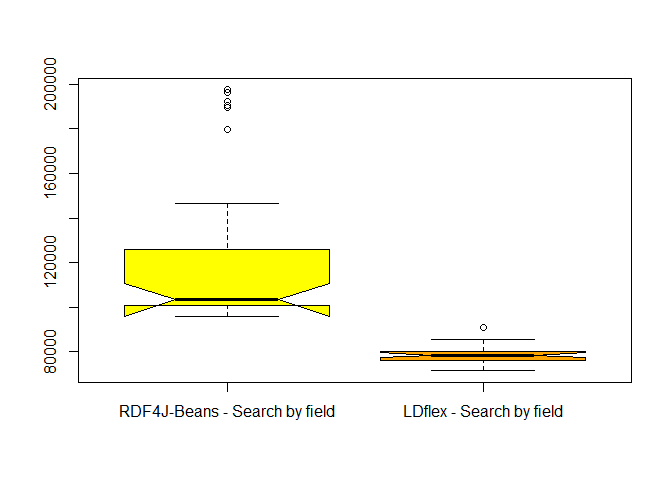 200000
160000
120000
80000
RDF4J-Beans - Search by field
LDflex - Search by field